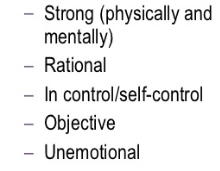 – Strong (physically and
mentally)
– Rational
– In control/self-control
– Objective
– Unemotional